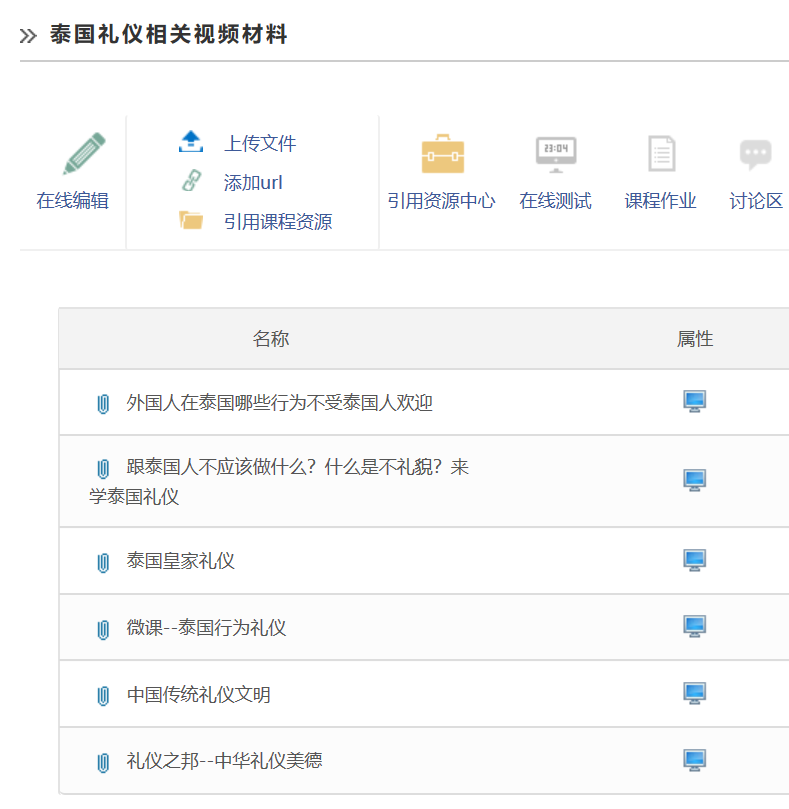 泰国礼仪相关视频材料
上传文件
添加url
引用课程资源
在线编辑
引用资源中心
在线测试
23:04
课程作业
讨论区
名称
属性
外国人在泰国哪些行为不受泰国人欢迎
跟泰国人不应该做什么？什么是不礼貌？来
学泰国礼仪
泰国皇家礼仪
微课--泰国行为礼仪
中国传统礼仪文明
礼仪之邦--中华礼仪美德